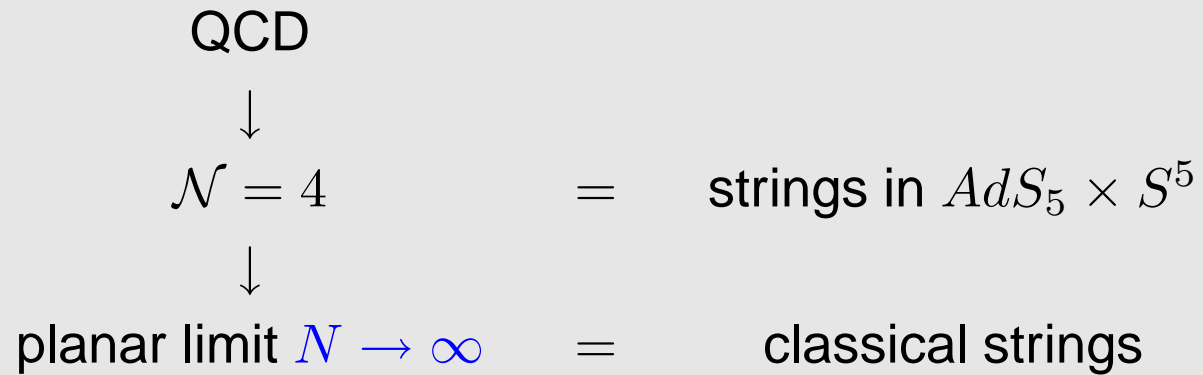 QCD
↓
𝒩 = 4 = strings in AdS₅ × S⁵
↓
planar limit N → ∞ = classical strings